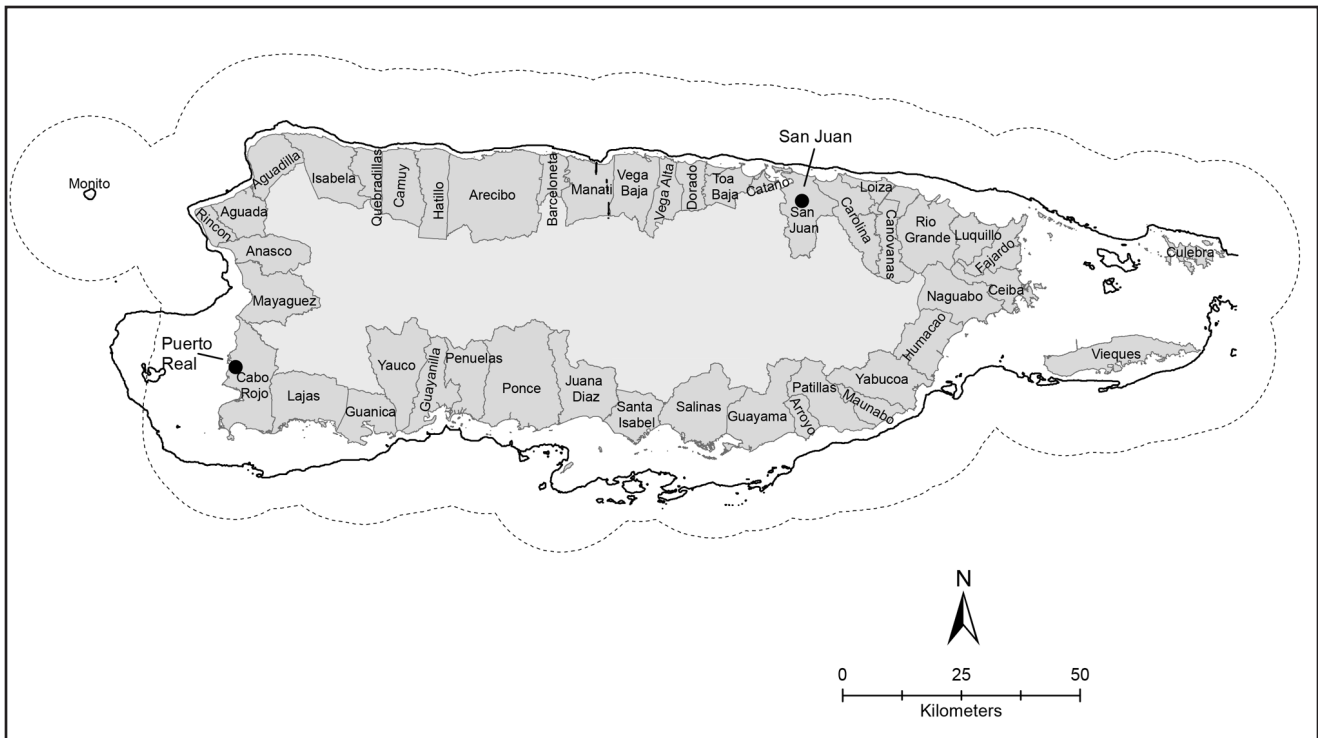 San Juan
Monito
Aguadilla
Isabela
Quebradillas
Camuy
Hatillo
Arecibo
Barceloneta
Manati
Vega
Baja
Vega Alta
Dorado
Toa
Baja
Catano
San
Juan
Loiza
Carolina
Canovanas
Rio
Grande
Luquillo
Fajardo
Culebra
Rincon
Aguada
Anasco
Mayaguez
Naguabo
Ceiba
Humacao
Puerto
Real
Cabo
Rojo
Lajas
Guanica
Yauco
Guayanilla
Penuelas
Ponce
Juana
Diaz
Santa
Isabel
Salinas
Guayama
Arroyo
Patillas
Maunabo
Yabucoa
Vieques
N
0 25 50
Kilometers